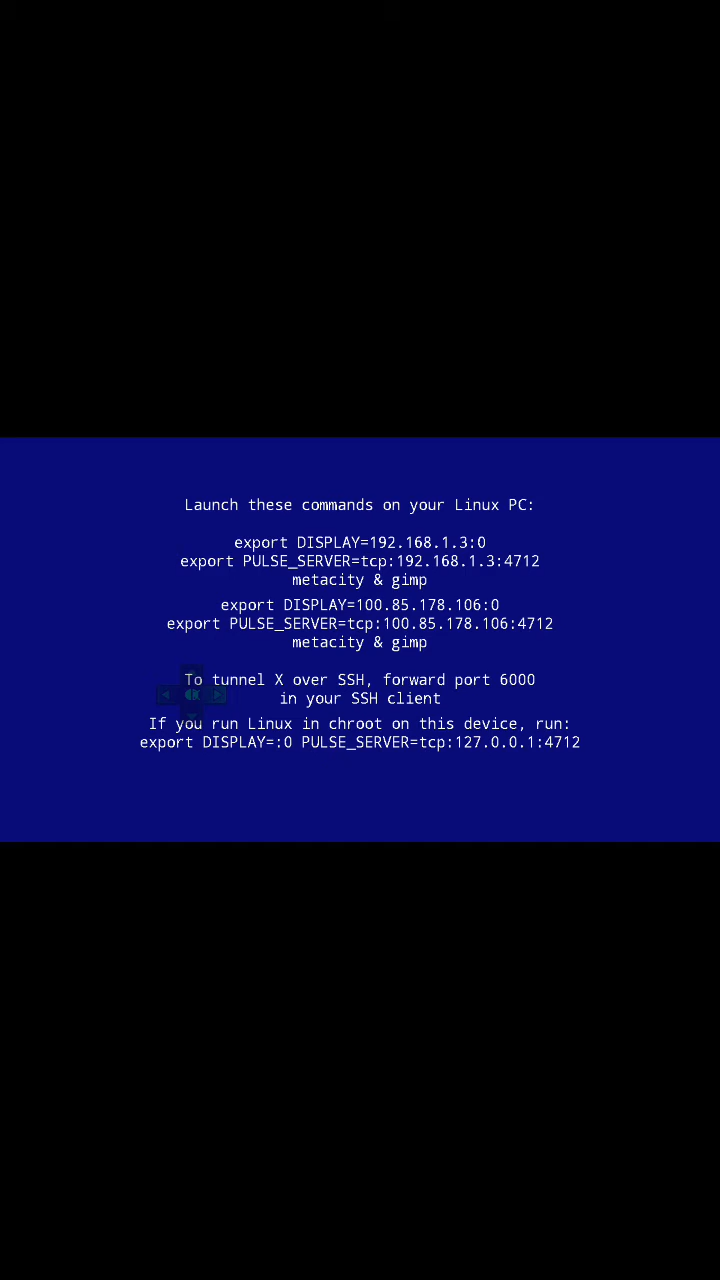 Launch these commands on your Linux PC:
export DISPLAY=192.168.1.3:0
export PULSE_SERVER=tcp:192.168.1.3:4712
metacity & gimp
export DISPLAY=100.85.178.106:0
export PULSE_SERVER=tcp:100.85.178.106:4712
metacity & gimp
To tunnel X over SSH, forward port 6000
in your SSH client
If you run Linux in chroot on this device, run:
export DISPLAY=:0 PULSE_SERVER=tcp:127.0.0.1:4712